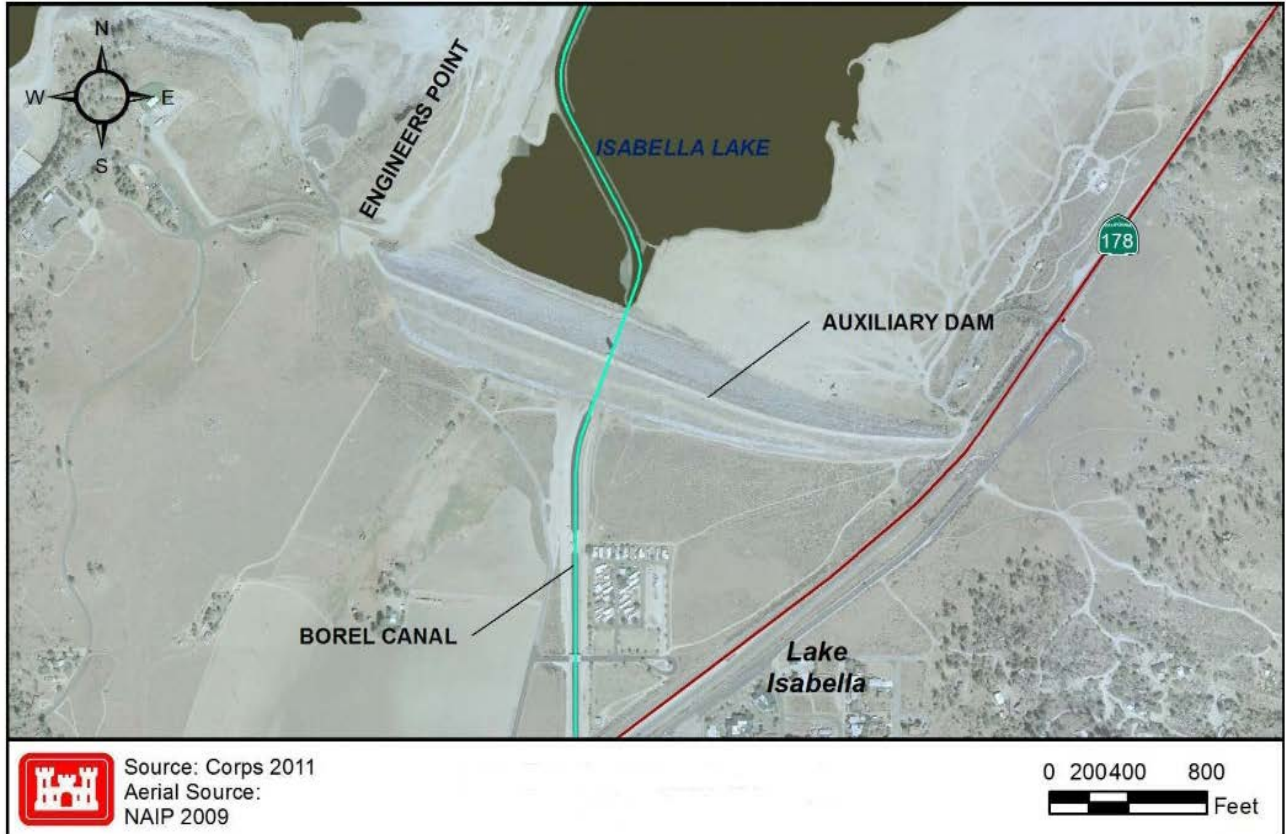 N
W E
S
ENGINEERS POINT
ISABELLA LAKE
CALIFORNIA
178
AUXILIARY DAM
BOREL CANAL
Lake
Isabella
Source: Corps 2011
Aerial Source:
NAIP 2009
0 200400 800
Feet